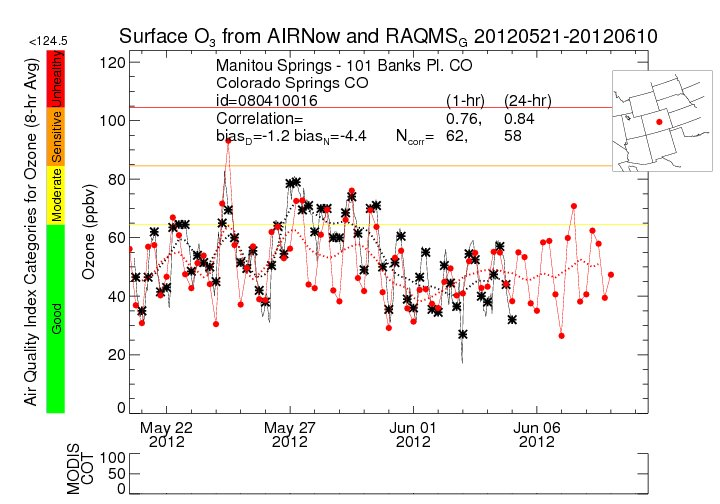 Surface O3 from AIRNow and RAQMSG 20120521-20120610
<124.5
Manitou Springs - 101 Banks Pl. CO
Colorado Springs CO
id=080410016 (1-hr) (24-hr)
Correlation= 0.76, 0.84
biasD=-1.2 biasN=-4.4 Ncorr= 62, 58
Air Quality Index Categories for Ozone (8-hr Avg)
Good
Moderate
Sensitive
Unhealthy
Ozone (ppbv)
120
100
80
60
40
20
0
May 22 May 27 Jun 01 Jun 06
2012 2012 2012 2012
MODIS
COT
100
50
0